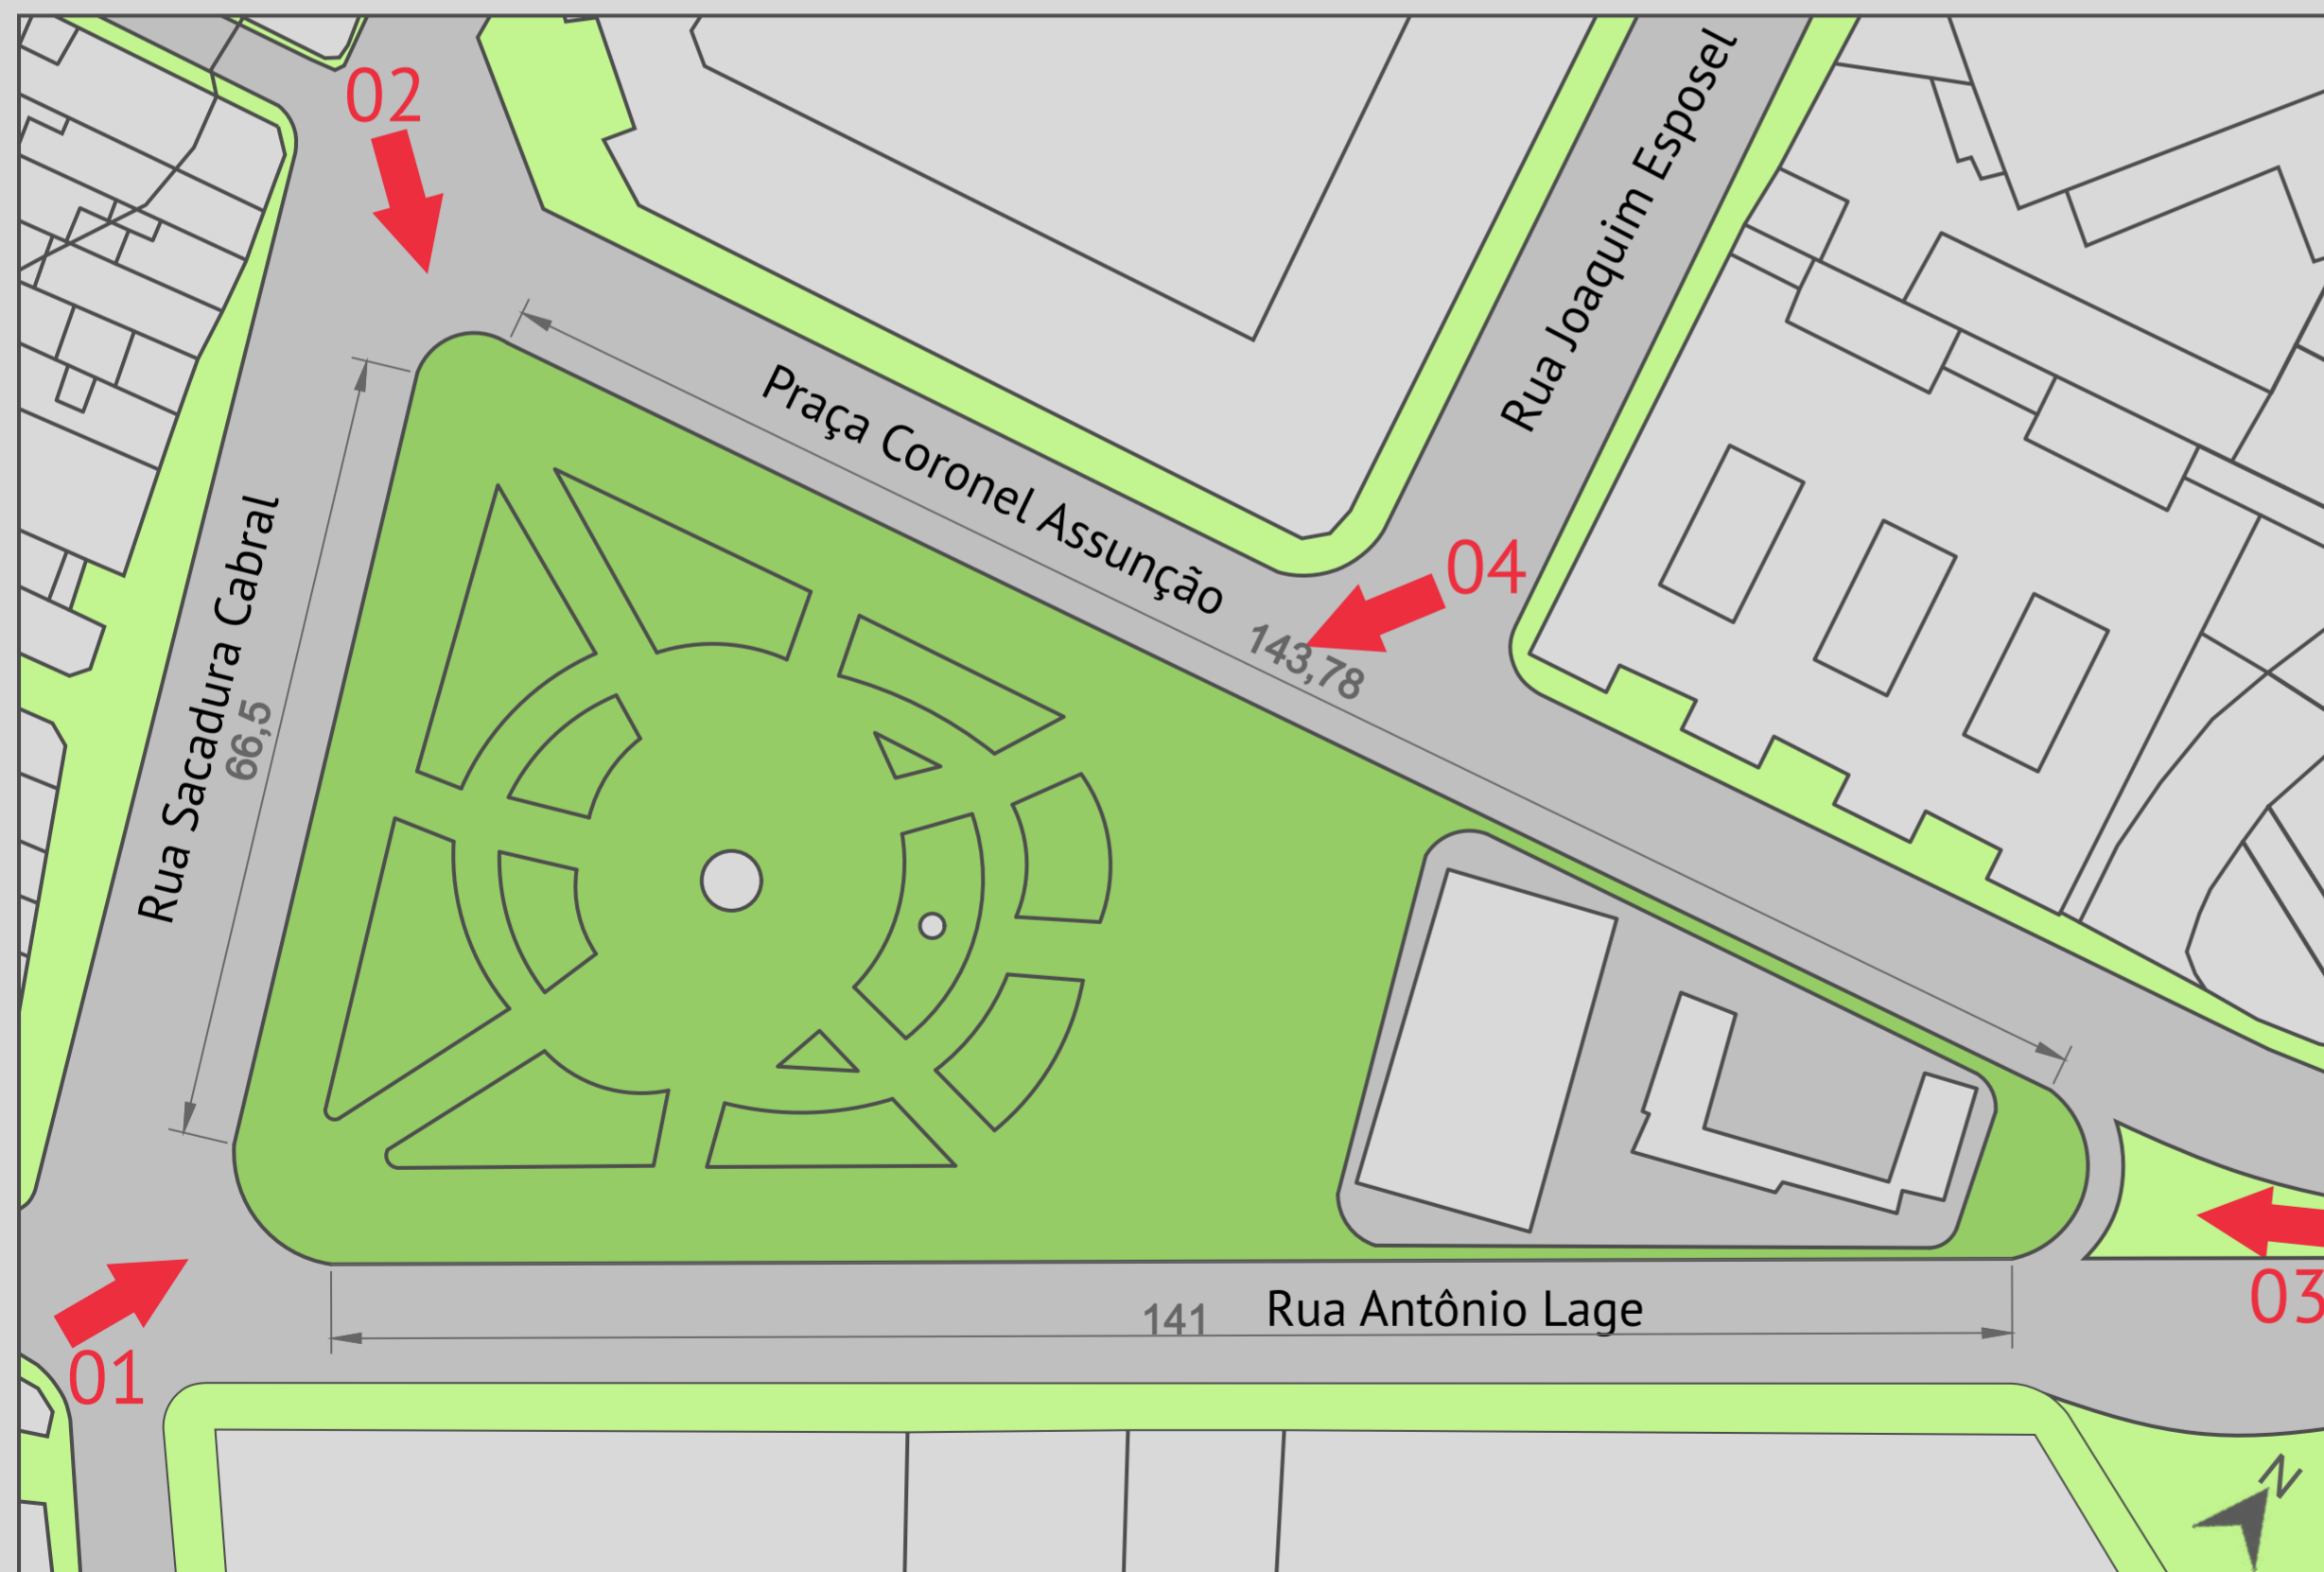 02
Rua Joaquim Esposel
Praça Coronel Assunção
143,78
04
Rua Sacadura Cabral
66,5
Rua Antônio Lage
141
03
01
N